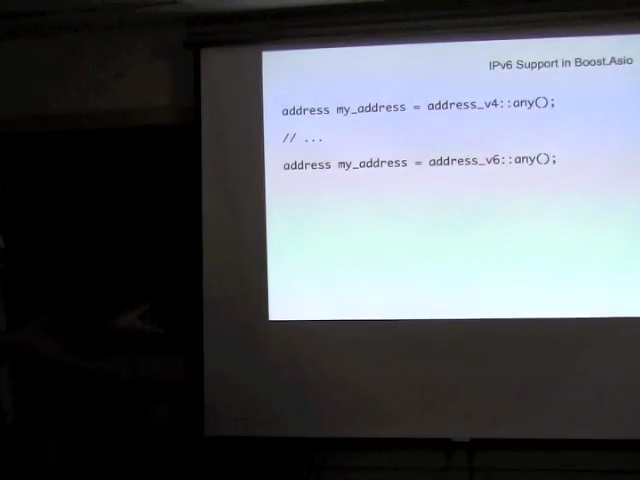 IPv6 Support in Boost.Asio
address my_address = address_v4::any();
// ...
address my_address = address_v6::any();